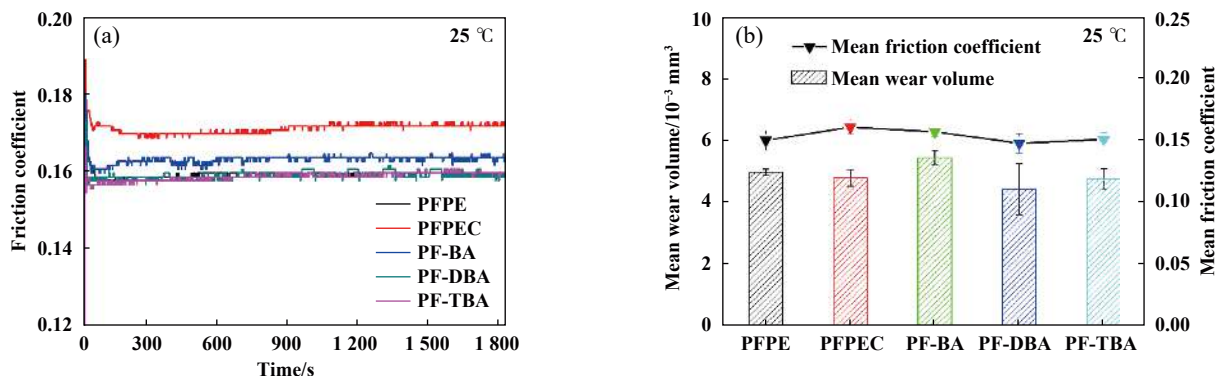 (a)
25 ℃
0.20
0.18
0.16
0.14
0.12
Friction coefficient
PFPE
PFPEC
PF-BA
PF-DBA
PF-TBA
0 300 600 900 1 200 1 500 1 800
Time/s
(b)
25 ℃
Mean friction coefficient
Mean wear volume
10
8
6
4
2
0
Mean wear volume/10⁻³ mm³
0.25
0.20
0.15
0.10
0.05
0.00
Mean friction coefficient
PFPE PFPEC PF-BA PF-DBA PF-TBA